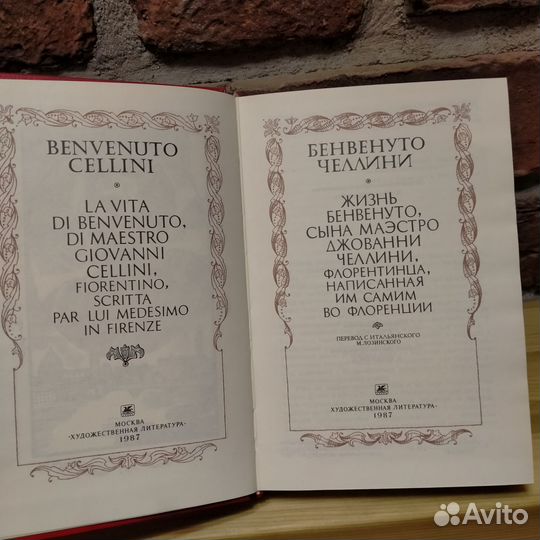 BENVENUTO
CELLINI
LA VITA
DI BENVENUTO,
DI MAESTRO
GIOVANNI
CELLINI,
FIORENTINO,
SCRITTA
PAR LUI MEDESIMO
IN FIRENZE
МОСКВА
«ХУДОЖЕСТВЕННАЯ ЛИТЕРАТУРА»
1987
БЕНВЕНУТО
ЧЕЛЛИНИ
ЖИЗНЬ
БЕНВЕНУТО,
СЫНА МАЭСТРО
ДЖОВАННИ
ЧЕЛЛИНИ,
ФЛОРЕНТИНЦА,
НАПИСАННАЯ
ИМ САМИМ
ВО ФЛОРЕНЦИИ
ПЕРЕВОД С ИТАЛЬЯНСКОГО
М.ЛОЗИНСКОГО
МОСКВА
«ХУДОЖЕСТВЕННАЯ ЛИТЕРАТУРА»
1987
Avito